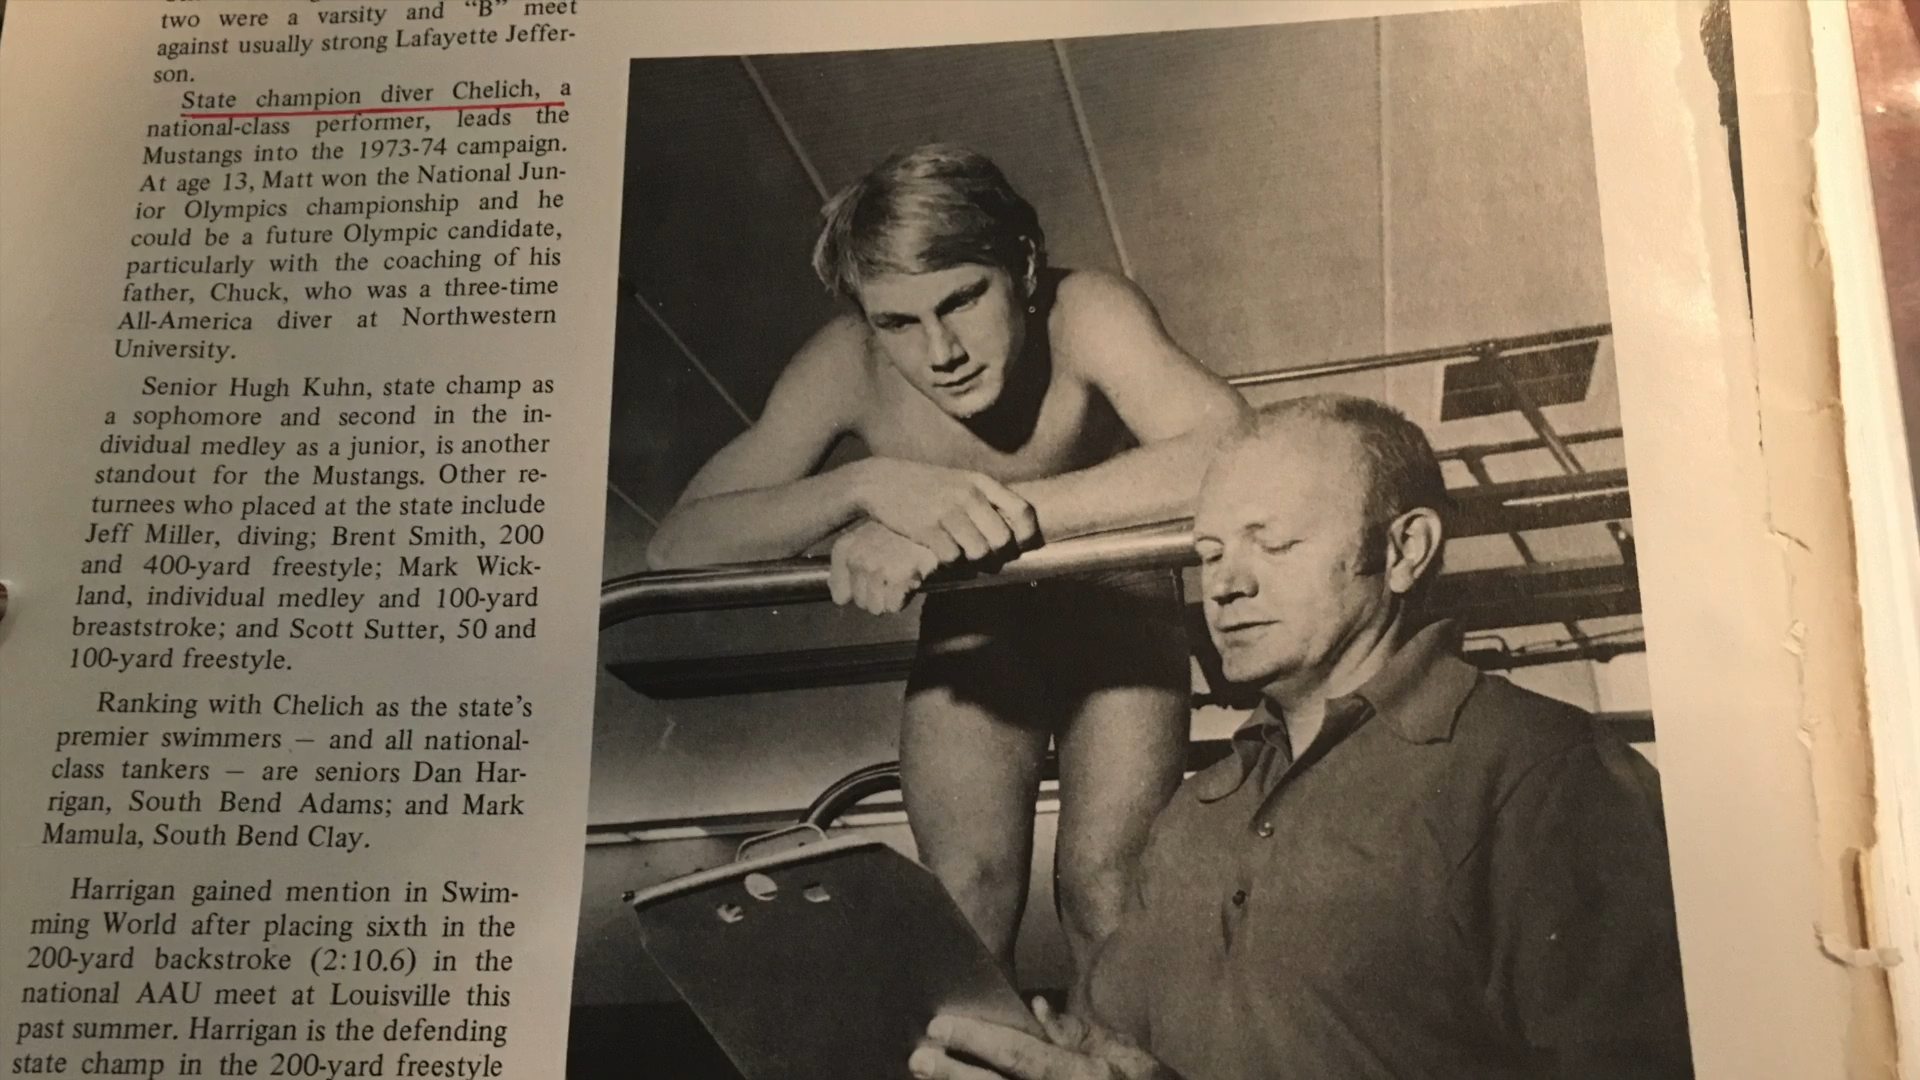 two were a varsity and "B" meet
against usually strong Lafayette Jeffer-
son.
State champion diver Chelich, a
national-class performer, leads the
Mustangs into the 1973-74 campaign.
At age 13, Matt won the National Jun-
ior Olympics championship and he
could be a future Olympic candidate,
particularly with the coaching of his
father, Chuck, who was a three-time
All-America diver at Northwestern
University.
Senior Hugh Kuhn, state champ as
a sophomore and second in the in-
dividual medley as a junior, is another
standout for the Mustangs. Other re-
turnees who placed at the state include
Jeff Miller, diving; Brent Smith, 200
and 400-yard freestyle; Mark Wick-
land, individual medley and 100-yard
breaststroke; and Scott Sutter, 50 and
100-yard freestyle.
Ranking with Chelich as the state's
premier swimmers — and all national-
class tankers — are seniors Dan Har-
rigan, South Bend Adams; and Mark
Mamula, South Bend Clay.
Harrigan gained mention in Swim-
ming World after placing sixth in the
200-yard backstroke (2:10.6) in the
national AAU meet at Louisville this
past summer. Harrigan is the defending
state champ in the 200-yard freestyle